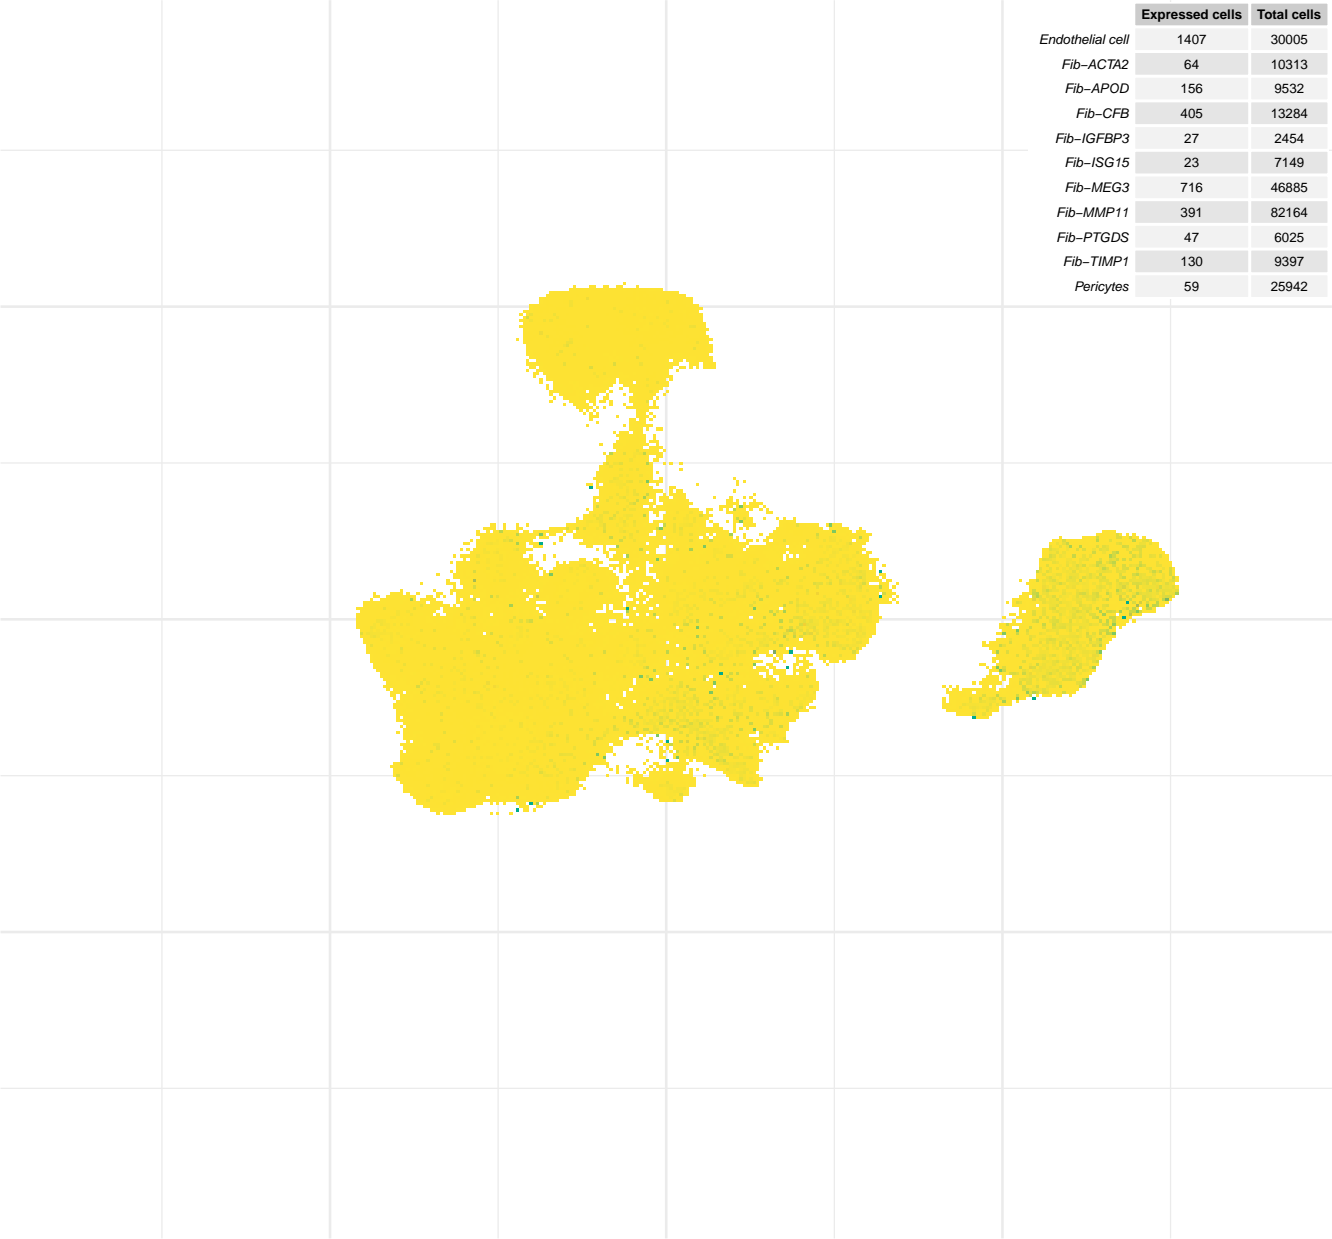 Expressed cells Total cells
Endothelial cell 1407 30005
Fib−ACTA2 64 10313
Fib−APOD 156 9532
Fib−CFB 405 13284
Fib−IGFBP3 27 2454
Fib−ISG15 23 7149
Fib−MEG3 716 46885
Fib−MMP11 391 82164
Fib−PTGDS 47 6025
Fib−TIMP1 130 9397
Pericytes 59 25942